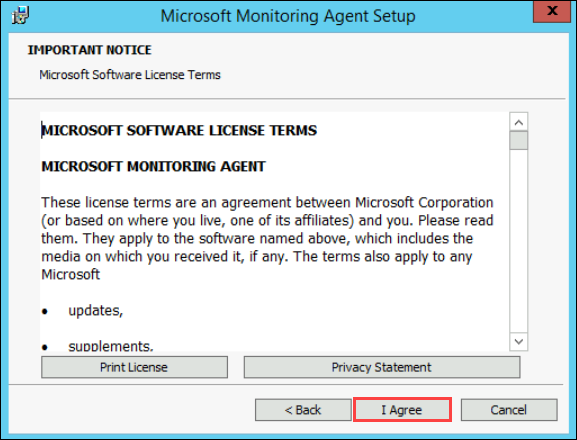 Microsoft Monitoring Agent Setup
x
IMPORTANT NOTICE
Microsoft Software License Terms
MICROSOFT SOFTWARE LICENSE TERMS
MICROSOFT MONITORING AGENT
These license terms are an agreement between Microsoft Corporation
(or based on where you live, one of its affiliates) and you. Please read
them. They apply to the software named above, which includes the
media on which you received it, if any. The terms also apply to any
Microsoft
• updates,
• supplements,
Print License
Privacy Statement
< Back
I Agree
Cancel